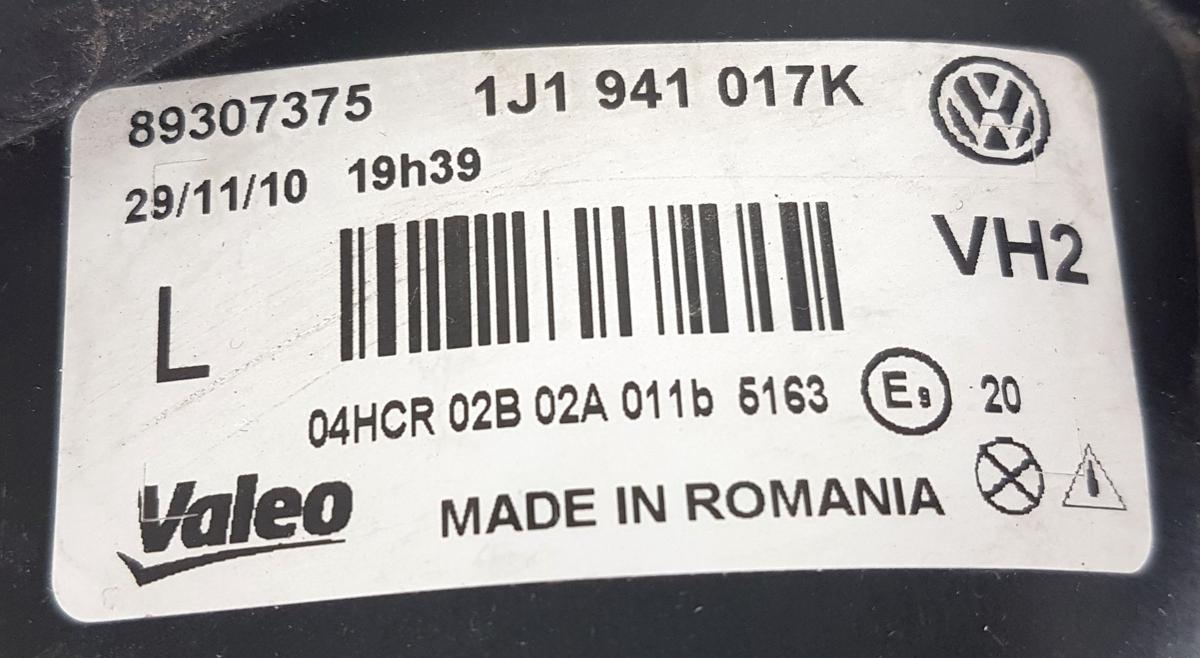 89307375 1J1 941 017K
29/11/10 19h39
VH2
L
04HCR 02B 02A 011b 5163 E9 20
Valeo MADE IN ROMANIA